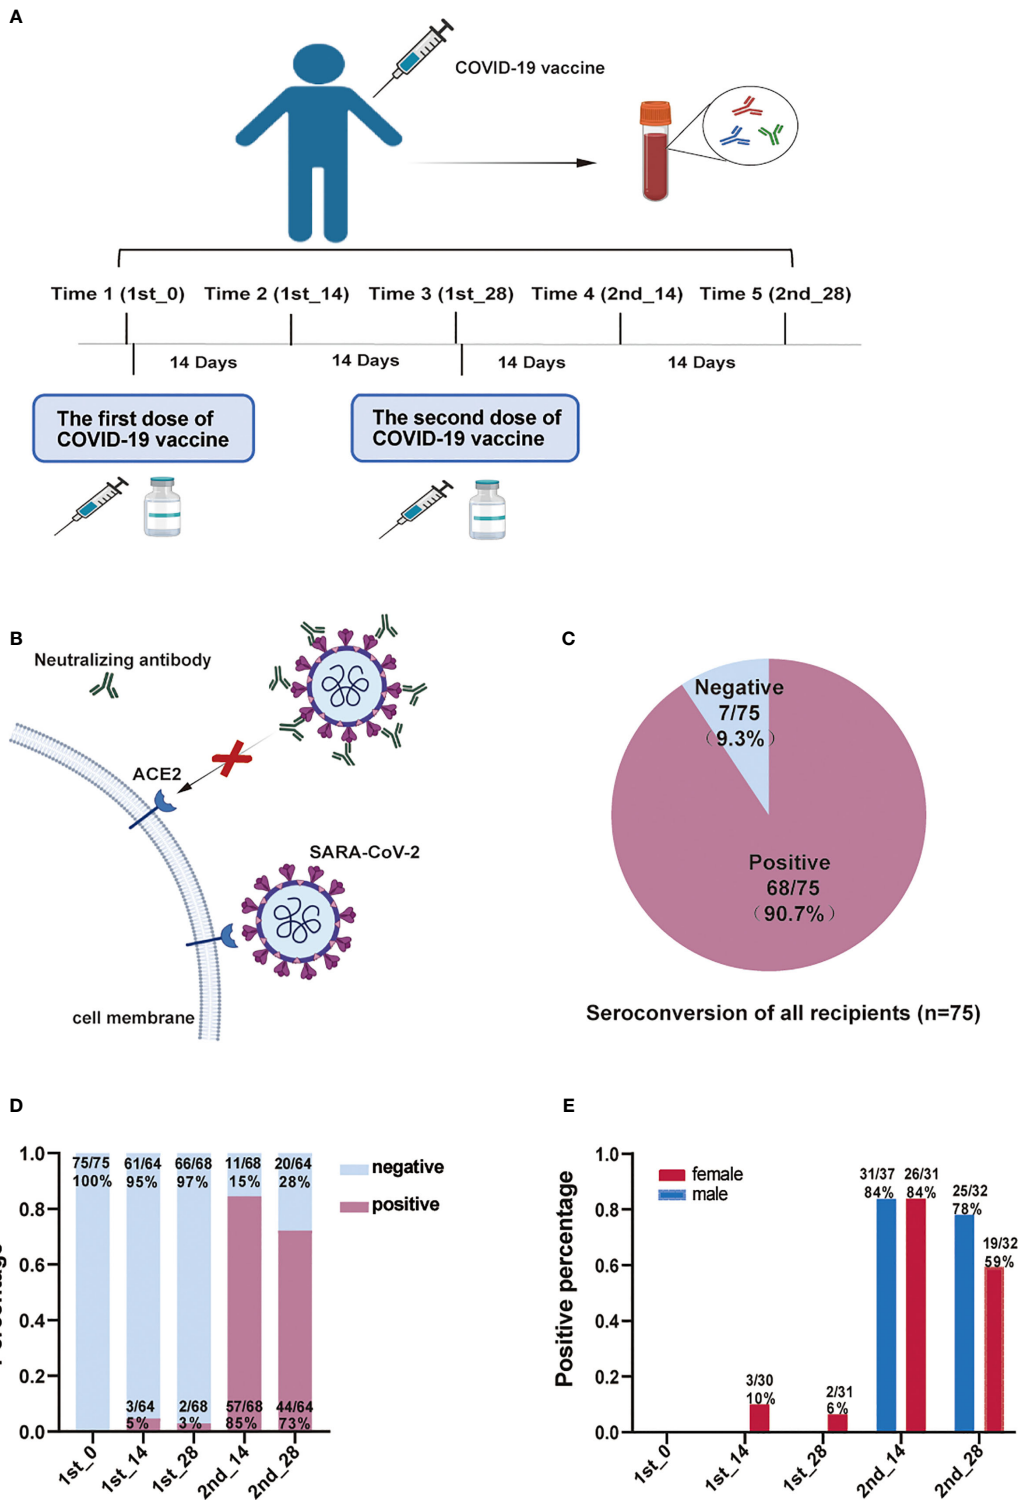 A
COVID-19 vaccine
Time 1 (1st_0) Time 2 (1st_14) Time 3 (1st_28) Time 4 (2nd_14) Time 5 (2nd_28)
14 Days 14 Days 14 Days 14 Days
The first dose of
COVID-19 vaccine
The second dose of
COVID-19 vaccine
B
Neutralizing antibody
ACE2
SARA-CoV-2
cell membrane
C
Negative
7/75
(9.3%)
Positive
68/75
(90.7%)
Seroconversion of all recipients (n=75)
D
1.0
0.8
0.6
0.4
0.2
0.0
75/75 61/64 66/68 11/68 20/64
100% 95% 97% 15% 28%
negative
positive
3/64 2/68 57/68 44/64
5% 3% 85% 73%
1st_0 1st_14 1st_28 2nd_14 2nd_28
E
Positive percentage
1.0
0.8
0.6
0.4
0.2
0.0
female
male
3/30
10%
2/31
6%
31/37 26/31
84% 84%
25/32
78%
19/32
59%
1st_0 1st_14 1st_28 2nd_14 2nd_28